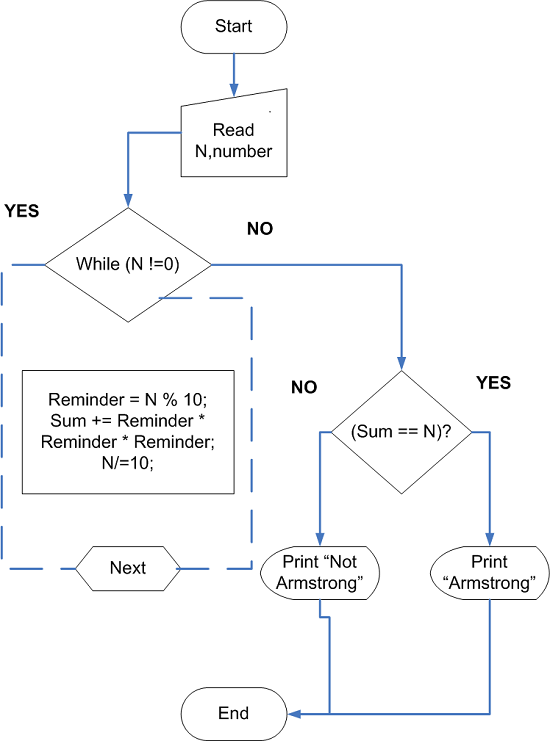 Start
Read
N,number
YES
NO
While (N !=0)
Reminder = N % 10;
Sum += Reminder *
Reminder * Reminder;
N/=10;
NO
YES
(Sum == N)?
Next
Print “Not
Armstrong”
Print
“Armstrong”
End